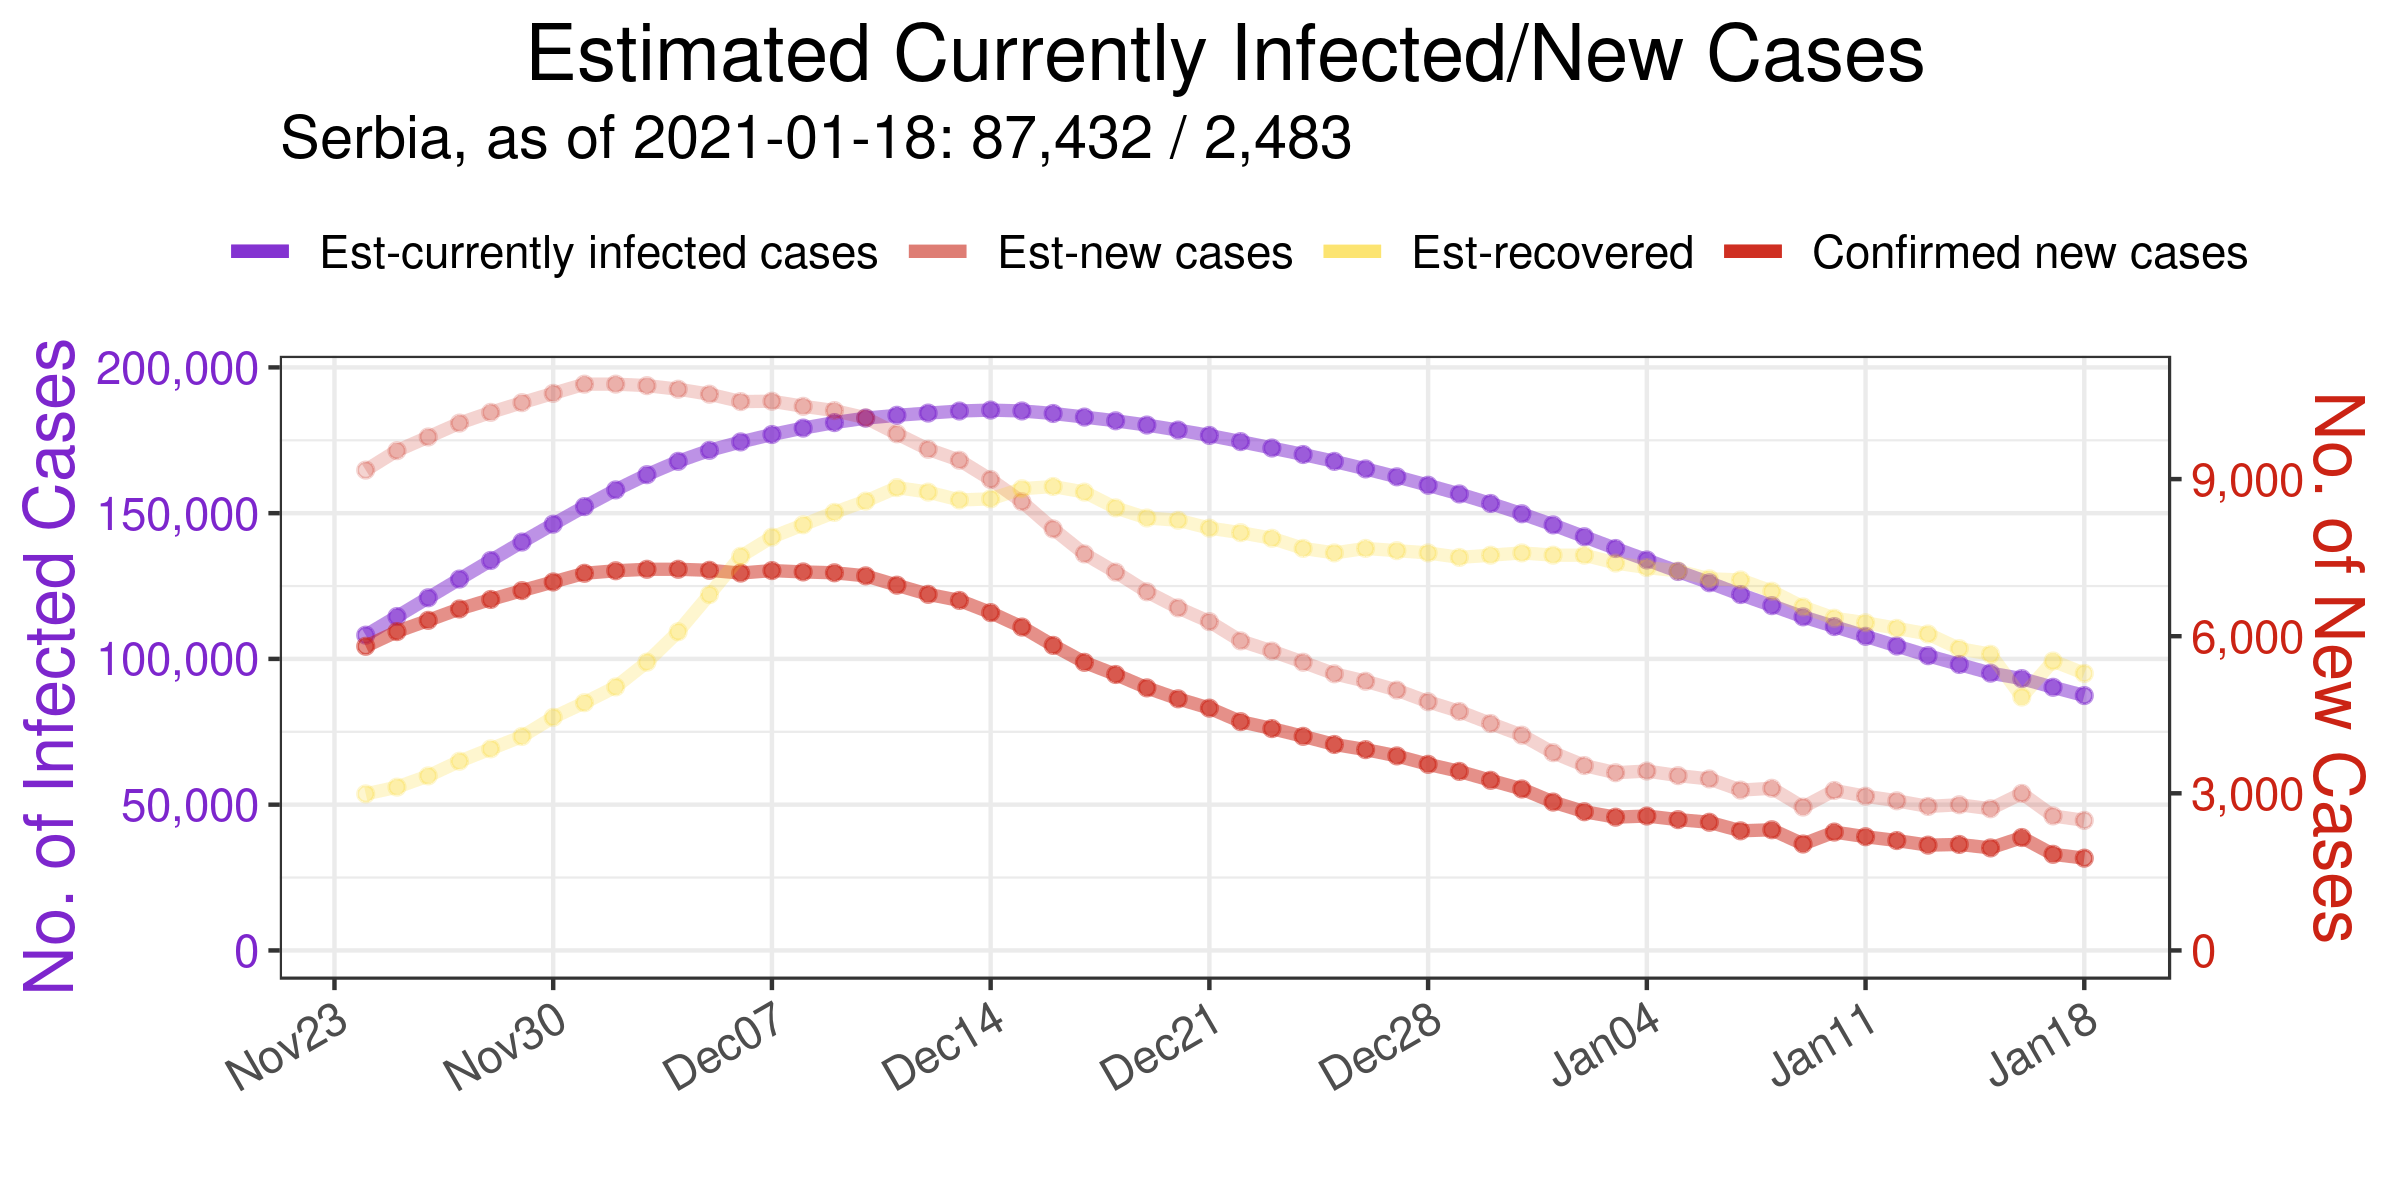 Estimated Currently Infected/New Cases
Serbia, as of 2021-01-18: 87,432 / 2,483
Est-currently infected cases Est-new cases Est-recovered Confirmed new cases
No. of Infected Cases
200,000
150,000
100,000
50,000
0
No. of New Cases
9,000
6,000
3,000
0
Nov23 Nov30 Dec07 Dec14 Dec21 Dec28 Jan04 Jan11 Jan18